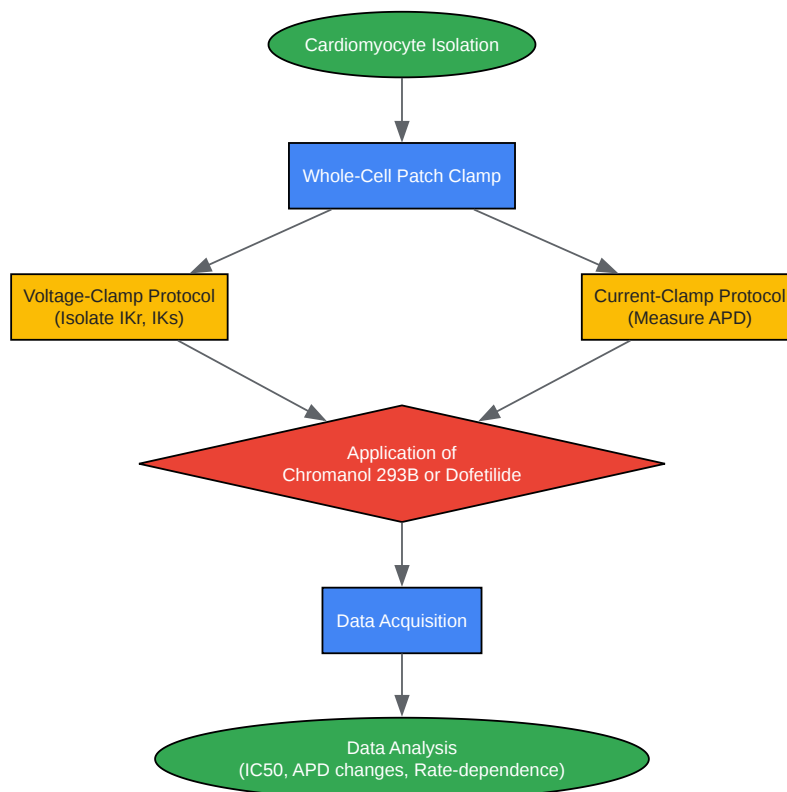 Cardiomyocyte Isolation
Whole-Cell Patch Clamp
Voltage-Clamp Protocol
(Isolate IKr, IKs)
Current-Clamp Protocol
(Measure APD)
Application of
Chromanol 293B or Dofetilide
Data Acquisition
Data Analysis
(IC50, APD changes, Rate-dependence)